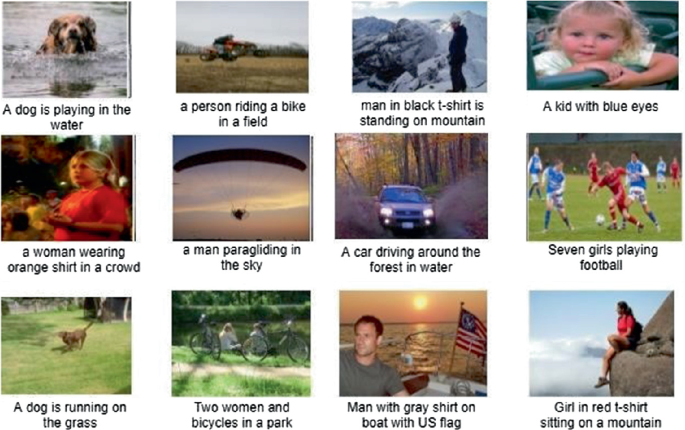 A dog is playing in the
water
a person riding a bike
in a field
man in black t-shirt is
standing on mountain
A kid with blue eyes
a woman wearing
orange shirt in a crowd
a man paragliding in
the sky
A car driving around the
forest in water
Seven girls playing
football
A dog is running on
the grass
Two women and
bicycles in a park
Man with gray shirt on
boat with US flag
Girl in red t-shirt
sitting on a mountain